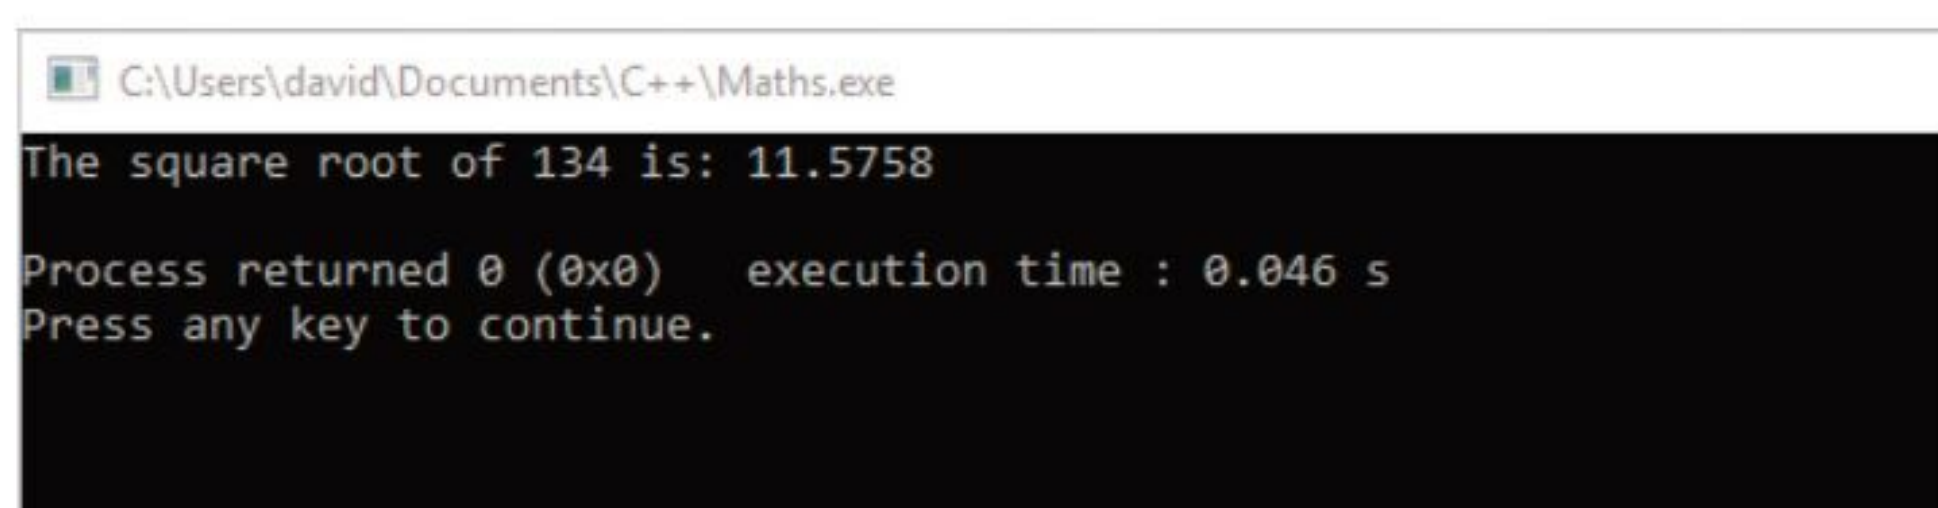 C:\Users\david\Documents\C++\Maths.exe
The square root of 134 is: 11.5758
Process returned 0 (0x0)   execution time : 0.046 s
Press any key to continue.